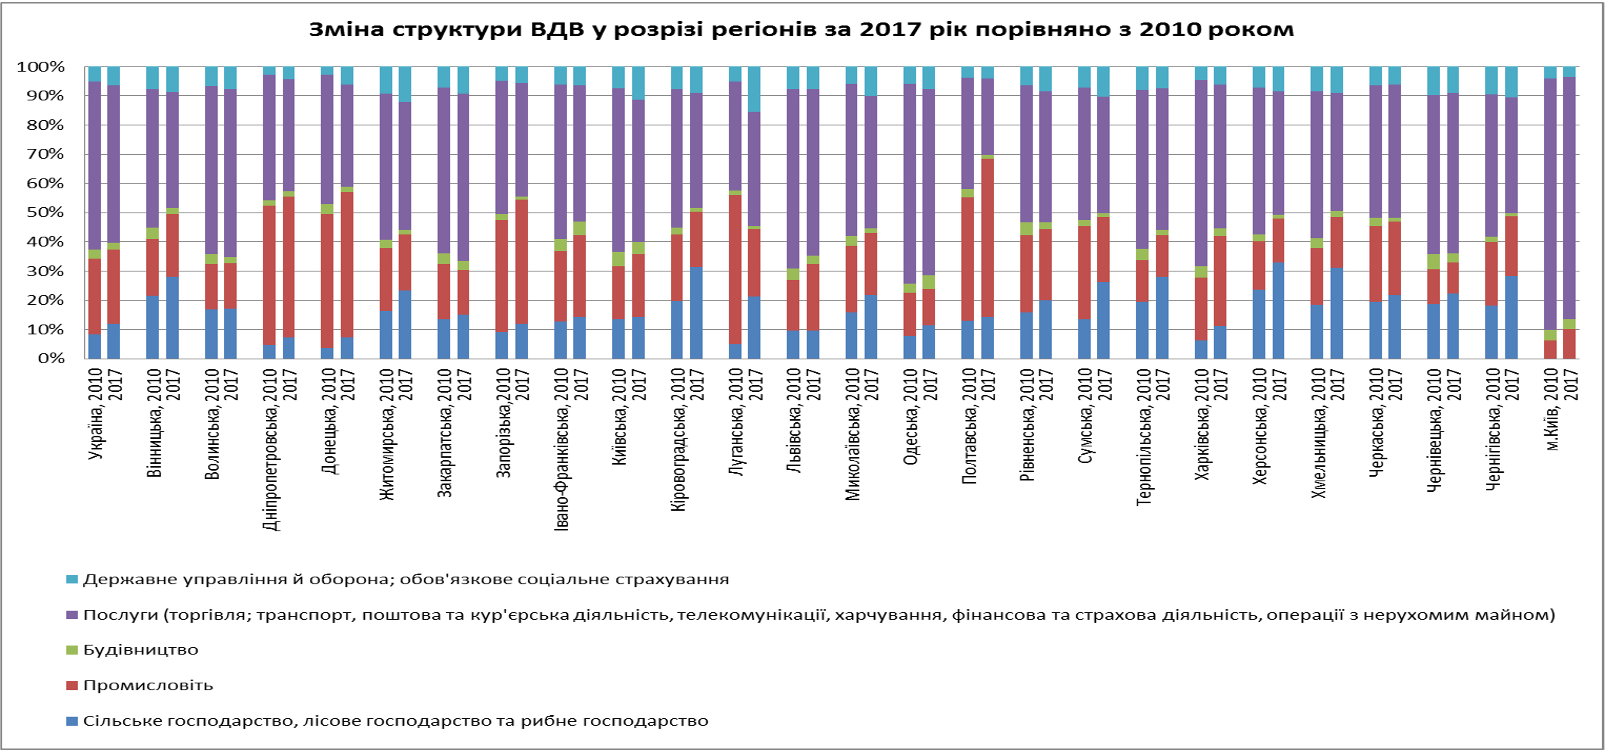 Зміна структури ВДВ у розрізі регіонів за 2017 рік порівняно з 2010 роком
100%
90%
80%
70%
60%
50%
40%
30%
20%
10%
0%
Україна, 2010
2017
Вінницька, 2010
2017
Волинська, 2010
2017
Дніпропетровська, 2010
2017
Донецька, 2010
2017
Житомирська, 2010
2017
Закарпатська, 2010
2017
Запорізька,2010
2017
Івано-Франківська, 2010
2017
Київська, 2010
2017
Кіровоградська, 2010
2017
Луганська, 2010
2017
Львівська, 2010
2017
Миколаївська, 2010
2017
Одеська, 2010
2017
Полтавська, 2010
2017
Рівненська, 2010
2017
Сумська, 2010
2017
Тернопільська, 2010
2017
Харківська, 2010
2017
Херсонська, 2010
2017
Хмельницька, 2010
2017
Черкаська, 2010
2017
Чернівецька, 2010
2017
Чернігівська, 2010
2017
м.Київ, 2010
2017
Державне управління й оборона; обов'язкове соціальне страхування
Послуги (торгівля; транспорт, поштова та кур'єрська діяльність, телекомунікації, харчування, фінансова та страхова діяльність, операції з нерухомим майном)
Будівництво
Промисловіть
Сільське господарство, лісове господарство та рибне господарство